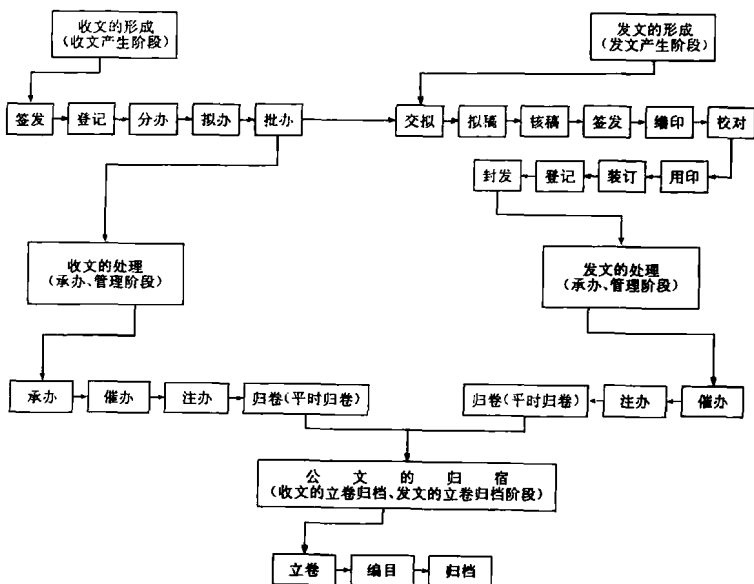 收文的形成
（收文产生阶段）
发文的形成
（发文产生阶段）
签发
登记
分办
拟办
批办
交拟
拟稿
核稿
签发
缮印
校对
封发
登记
装订
用印
收文的处理
（承办、管理阶段）
发文的处理
（承办、管理阶段）
承办
催办
注办
归卷(平时归卷)
归卷(平时归卷)
注办
催办
公文的归宿
（收文的立卷归档、发文的立卷归档阶段）
立卷
编目
归档